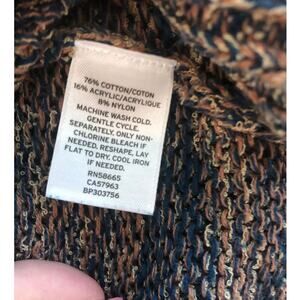 76% COTTON/COTON
16% ACRYLIC/ACRYLIQUE
8% NYLON
MACHINE WASH COLD.
GENTLE CYCLE.
SEPARATELY, ONLY NON-
CHLORINE BLEACH IF
NEEDED. RESHAPE, LAY
FLAT TO DRY. COOL IRON
IF NEEDED.
RN58665
CA57963
BP303756